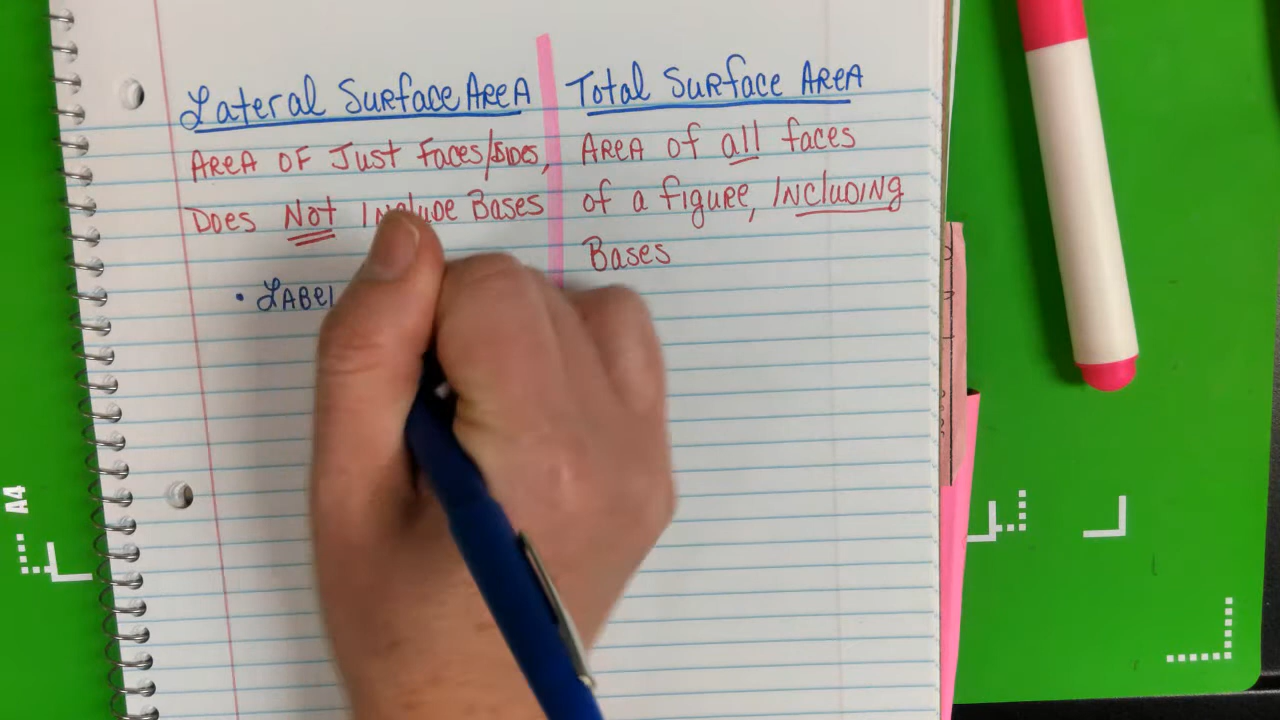 Lateral Surface Area
Area of Just Faces/Sides,
Does Not Include Bases
• Label
Total Surface Area
Area of all faces
of a figure, Including
Bases
A4